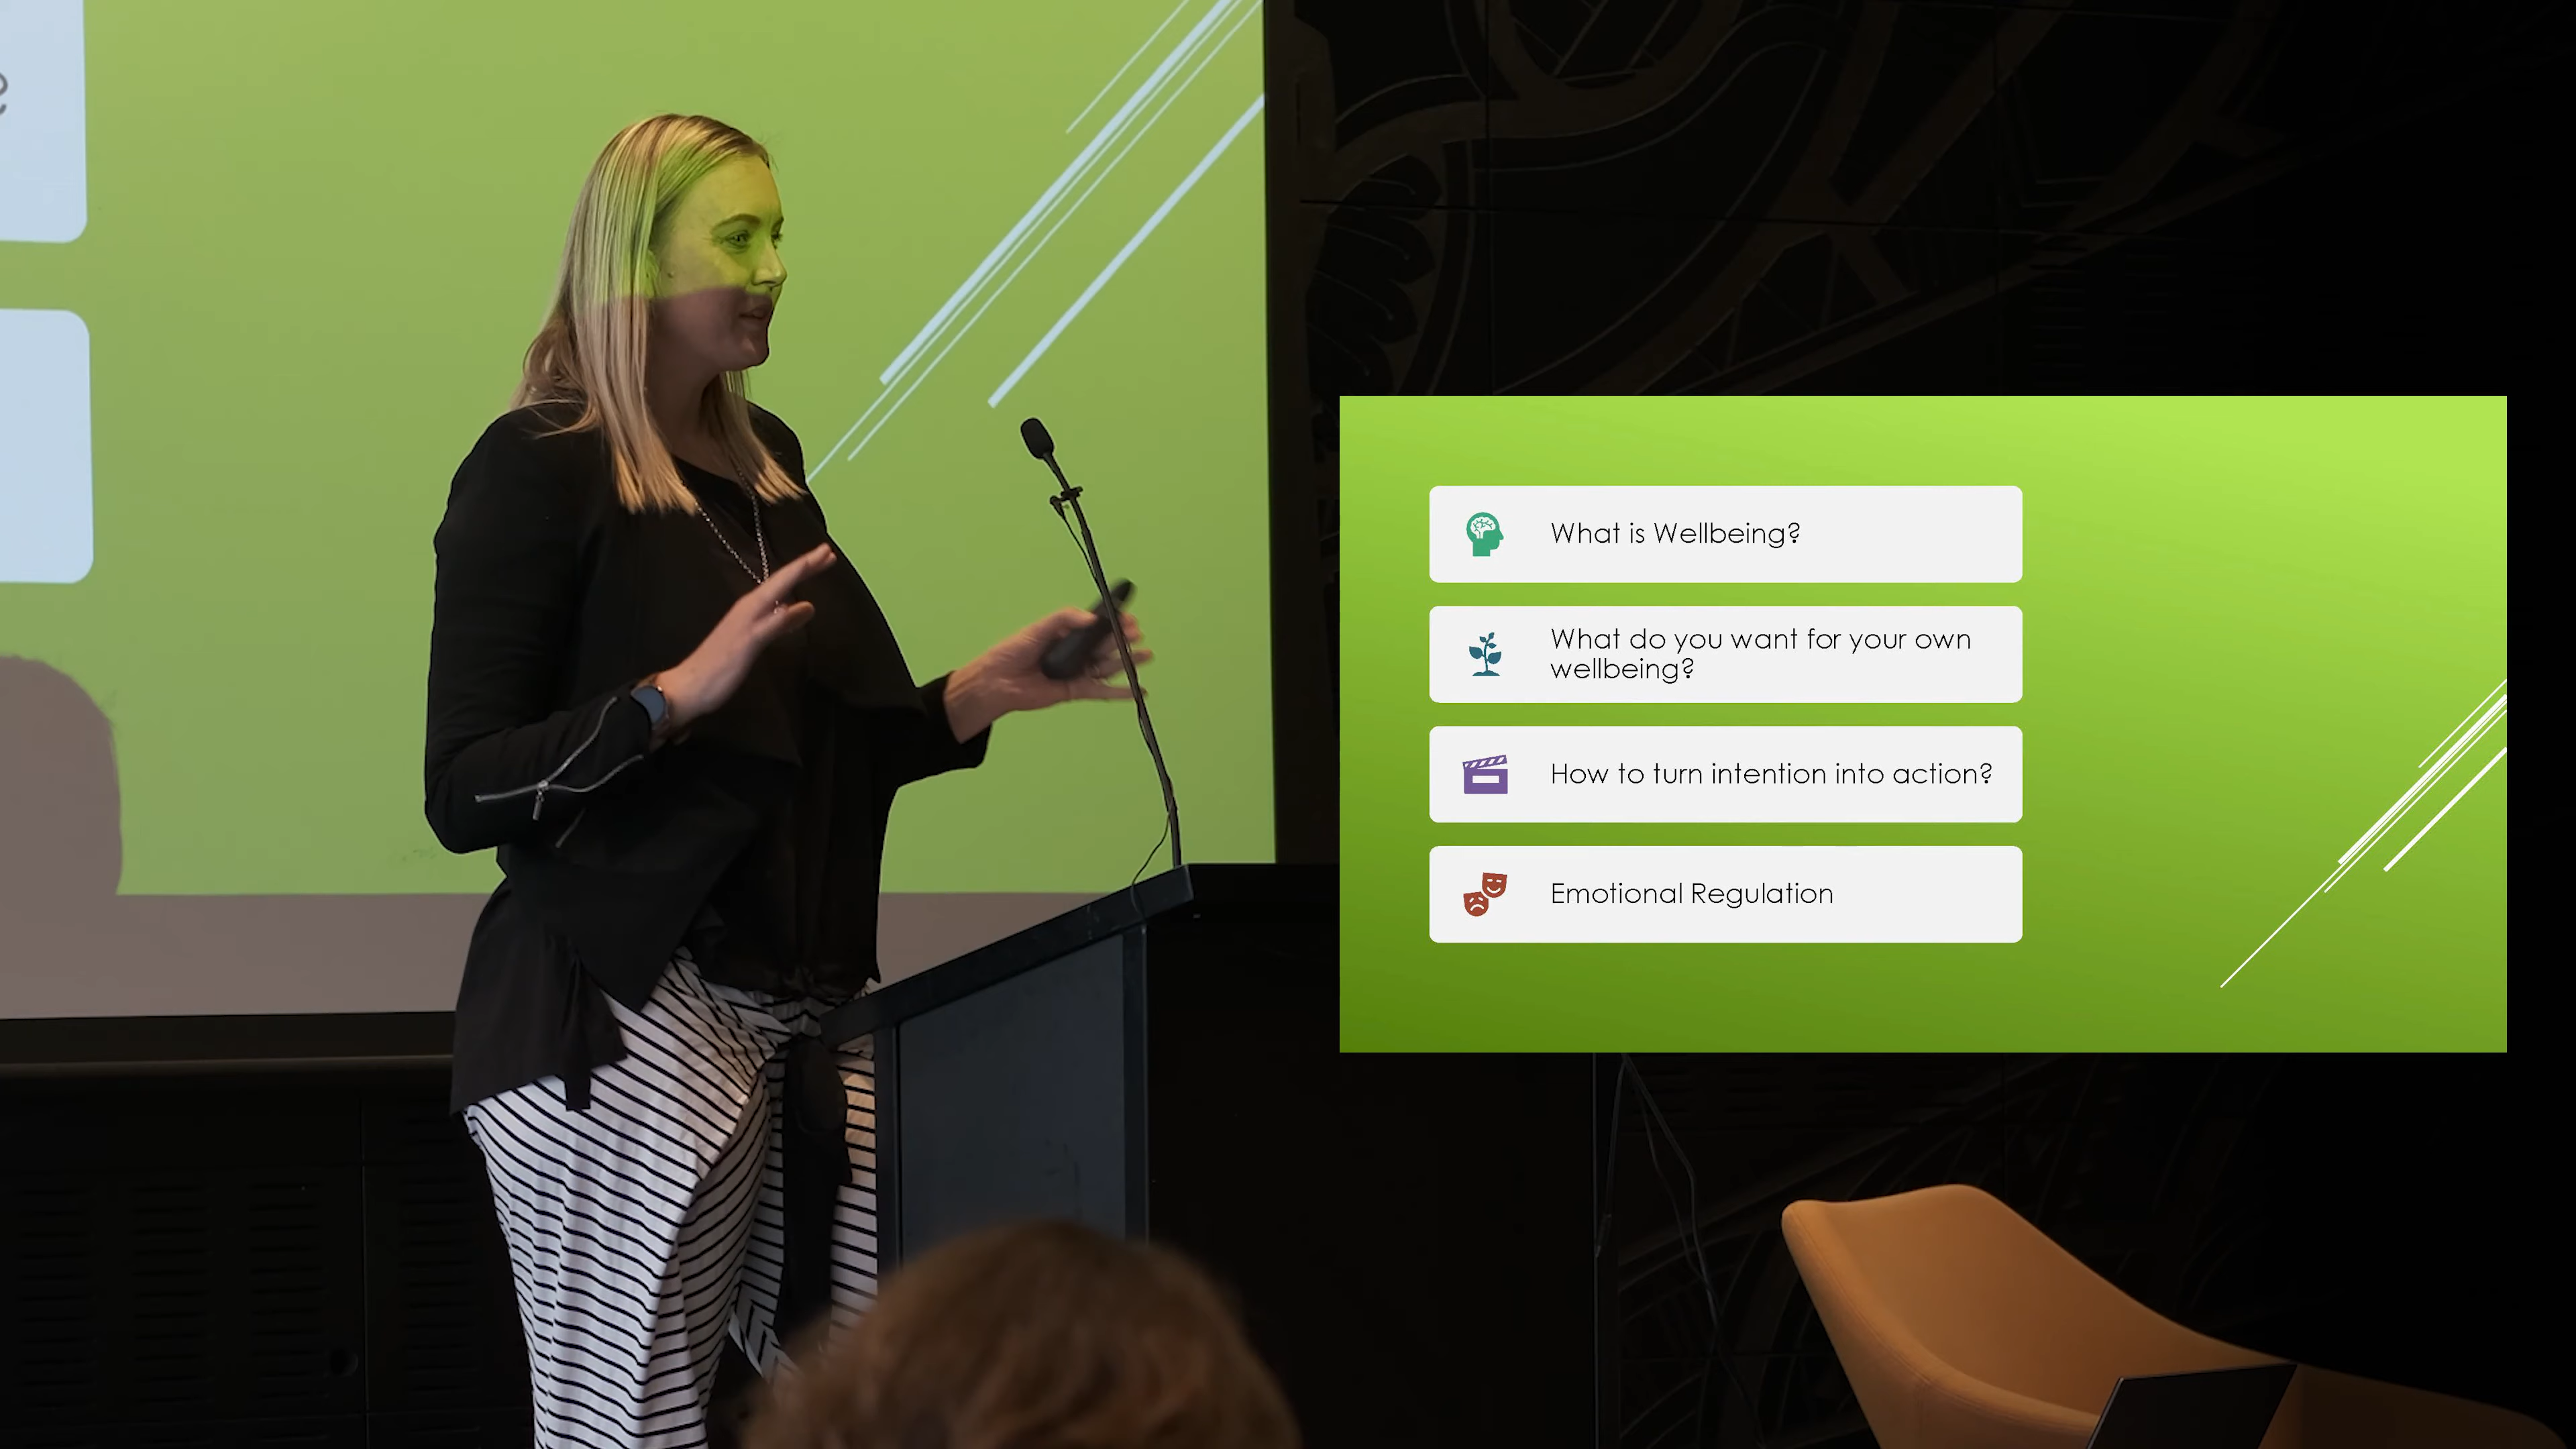 What is Wellbeing?
What do you want for your own
wellbeing?
How to turn intention into action?
Emotional Regulation